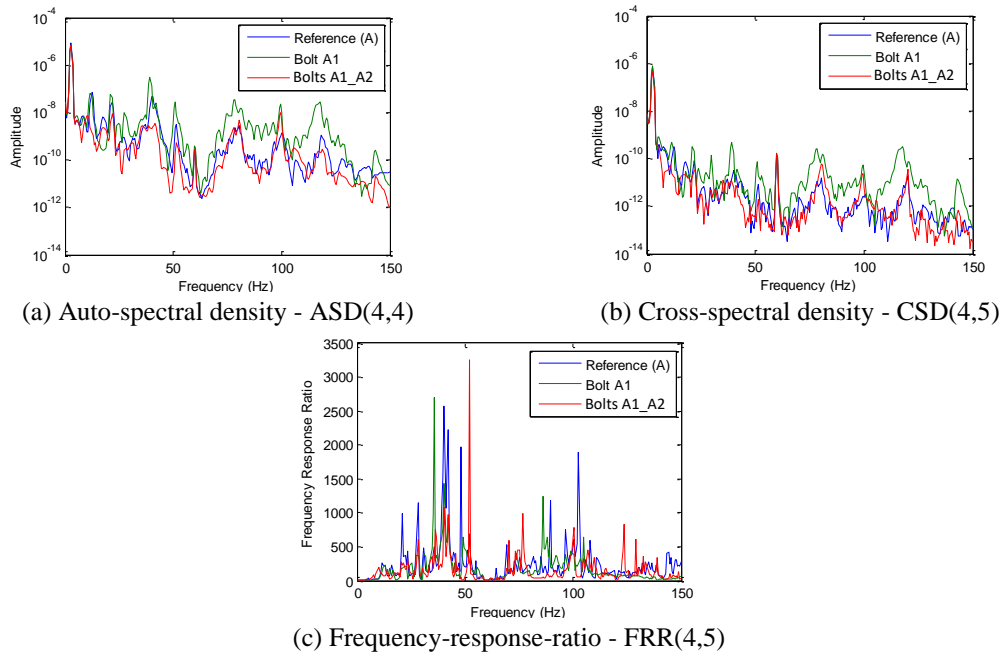 10^-4
10^-6
10^-8
10^-10
10^-12
10^-14
Amplitude
0 50 100 150
Frequency (Hz)
Reference (A)
Bolt A1
Bolts A1_A2
(a) Auto-spectral density - ASD(4,4)
10^-4
10^-6
10^-8
10^-10
10^-12
10^-14
Amplitude
0 50 100 150
Frequency (Hz)
Reference (A)
Bolt A1
Bolts A1_A2
(b) Cross-spectral density - CSD(4,5)
3500
3000
2500
2000
1500
1000
500
0
Frequency Response Ratio
0 50 100 150
Frequency (Hz)
Reference (A)
Bolt A1
Bolts A1_A2
(c) Frequency-response-ratio - FRR(4,5)